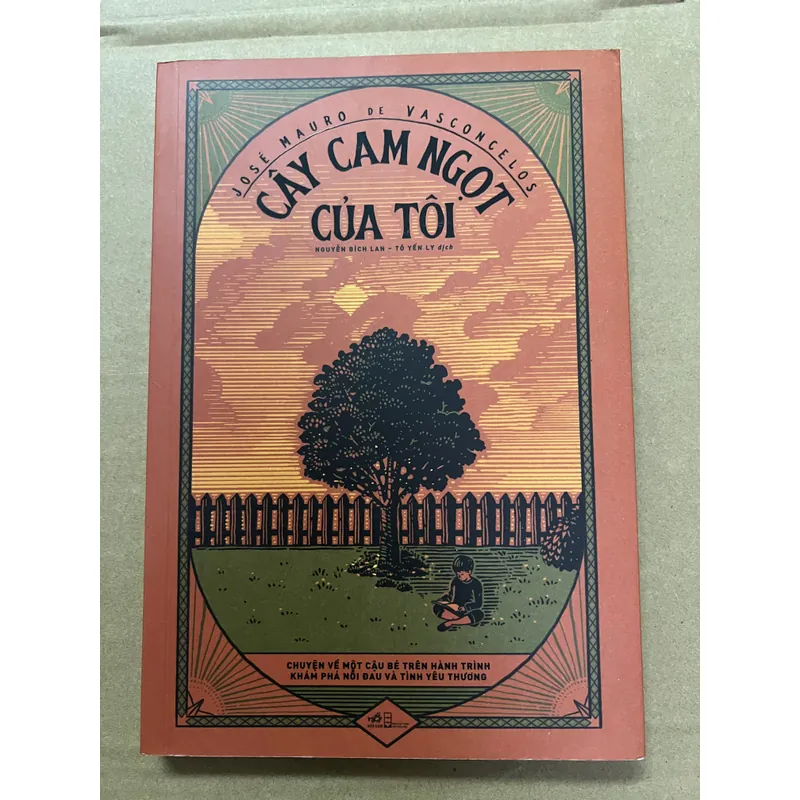 JOSÉ MAURO DE VASCONCELOS
CÂY CAM NGỌT
CỦA TÔI
NGUYỄN BÍCH LAN - TÔ YẾN LY dịch
CHUYỆN VỀ MỘT CẬU BÉ TRÊN HÀNH TRÌNH
KHÁM PHÁ NỖI ĐAU VÀ TÌNH YÊU THƯƠNG